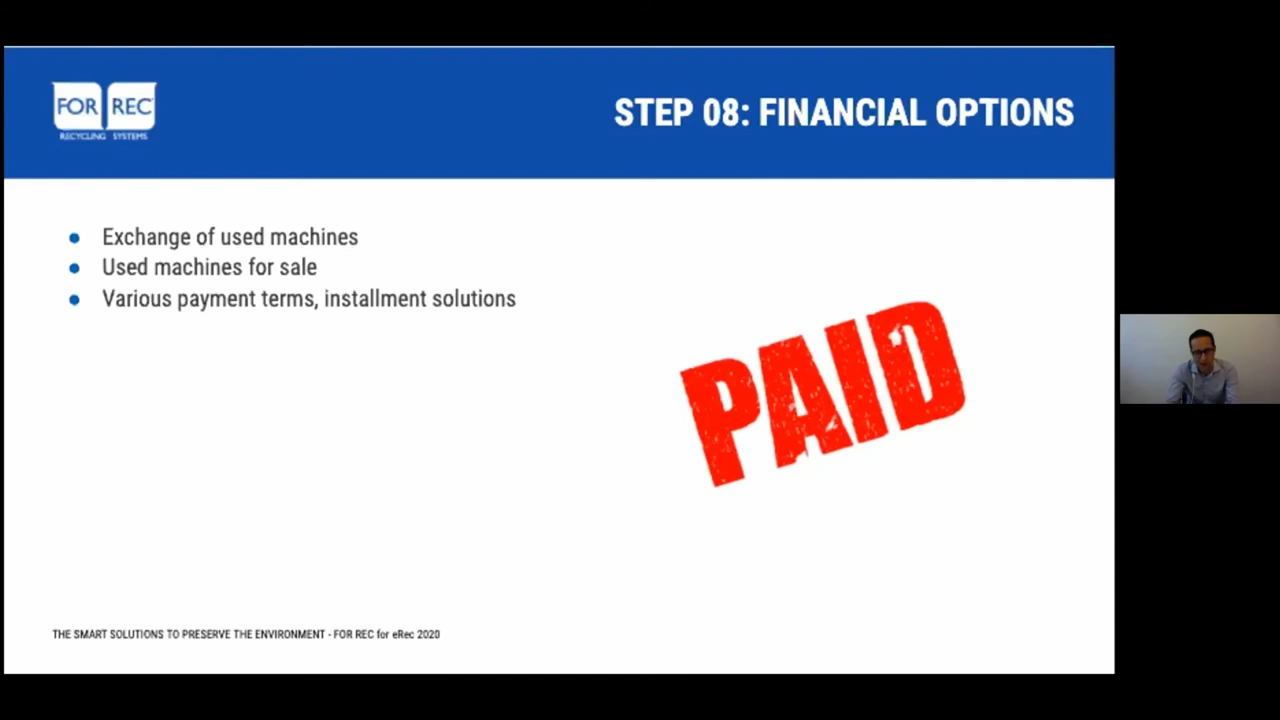 FOR REC
RECYCLING SYSTEMS
STEP 08: FINANCIAL OPTIONS
● Exchange of used machines
● Used machines for sale
● Various payment terms, installment solutions
PAID
THE SMART SOLUTIONS TO PRESERVE THE ENVIRONMENT - FOR REC for eRec 2020